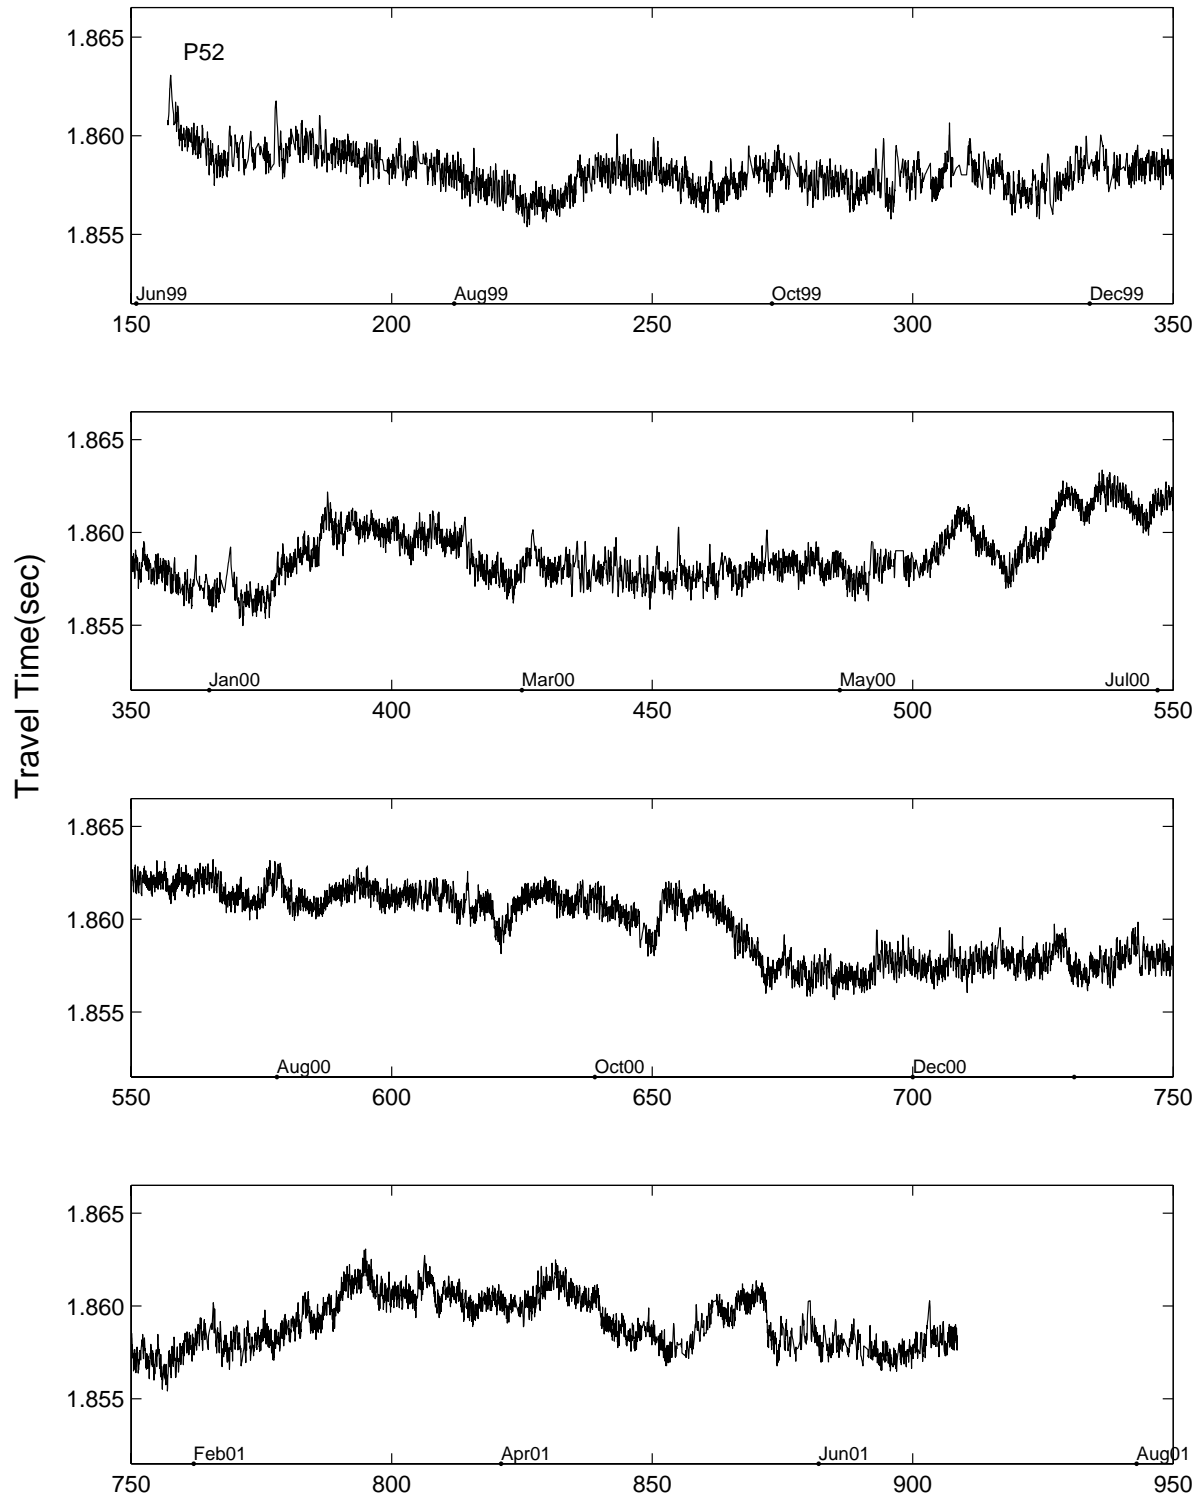 1.865
P52
1.860
1.855
Jun99 Aug99 Oct99 Dec99
150 200 250 300 350
1.865
1.860
1.855
Jan00 Mar00 May00 Jul00
350 400 450 500 550
Travel Time(sec)
1.865
1.860
1.855
Aug00 Oct00 Dec00
550 600 650 700 750
1.865
1.860
1.855
Feb01 Apr01 Jun01 Aug01
750 800 850 900 950